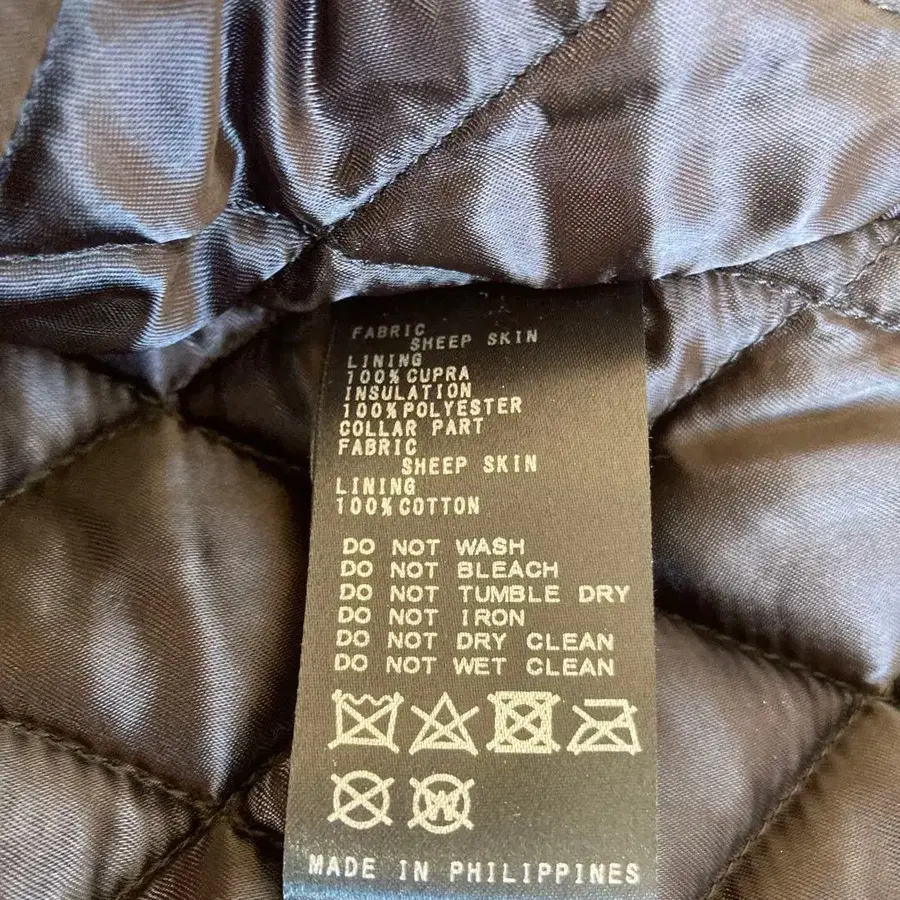 FABRIC
SHEEP SKIN
LINING
100%CUPRA
INSULATION
100%POLYESTER
COLLAR PART
FABRIC
SHEEP SKIN
LINING
100%COTTON
DO NOT WASH
DO NOT BLEACH
DO NOT TUMBLE DRY
DO NOT IRON
DO NOT DRY CLEAN
DO NOT WET CLEAN
W
MADE IN PHILIPPINES